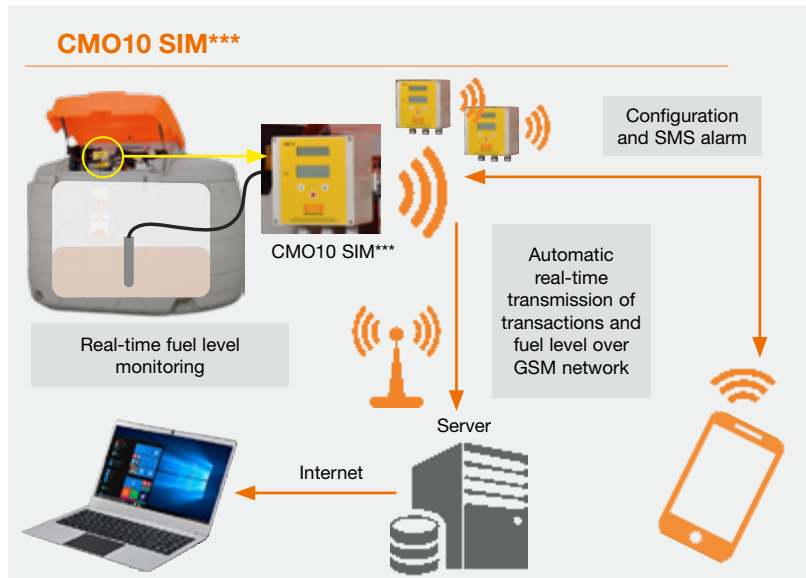 CMO10 SIM***
Configuration
and SMS alarm
CMO10 SIM***
Automatic
real-time
transmission of
transactions and
fuel level over
GSM network
Real-time fuel level
monitoring
Server
Internet